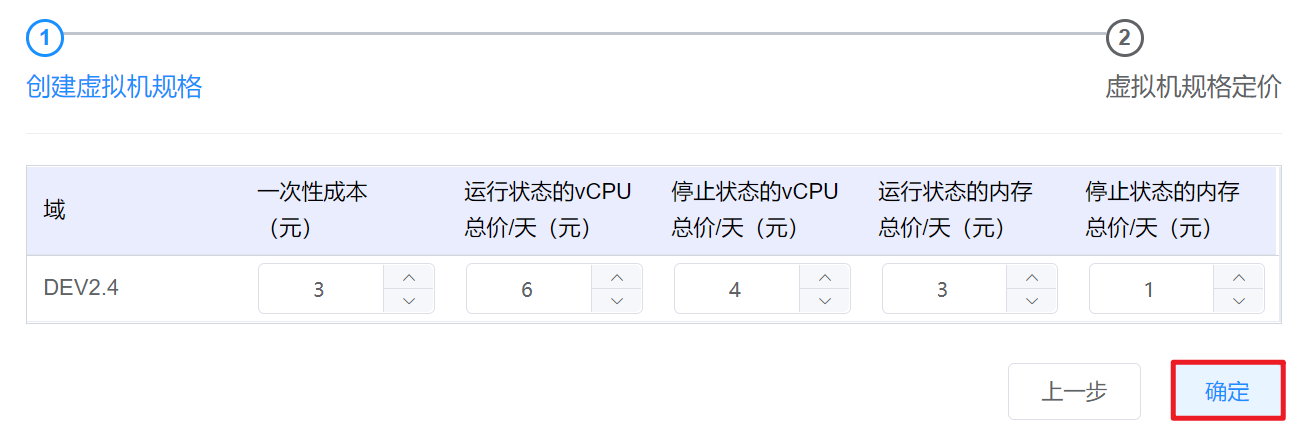 1
2
创建虚拟机规格
虚拟机规格定价
域
一次性成本
（元）
运行状态的vCPU
总价/天（元）
停止状态的vCPU
总价/天（元）
运行状态的内存
总价/天（元）
停止状态的内存
总价/天（元）
DEV2.4
3
6
4
3
1
上一步
确定